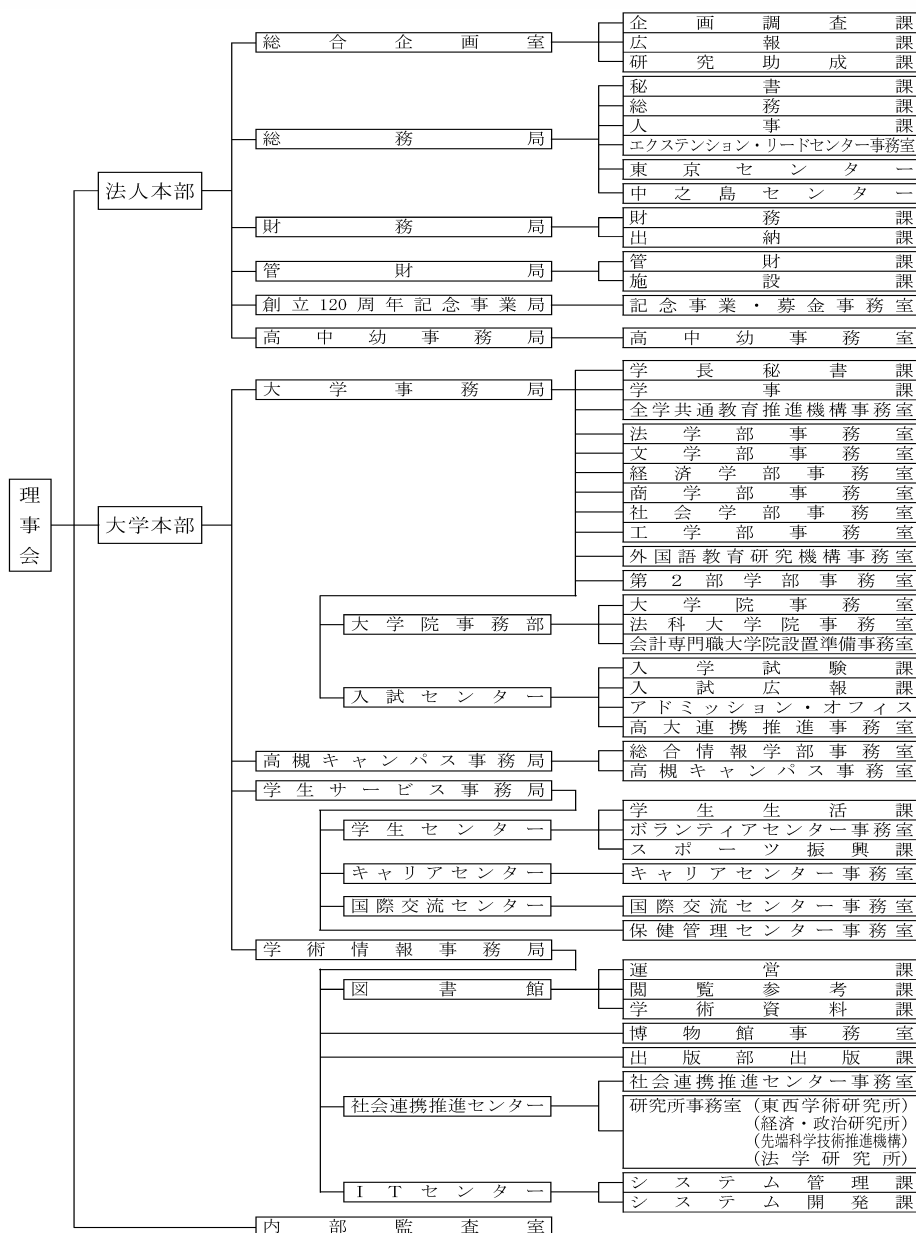 理事会
法人本部
総合企画室
企画調査課
広報課
研究助成課
総務局
秘書課
総務課
人事課
エクステンション・リードセンター事務室
東京センター
中之島センター
財務局
財務課
出納課
管財局
管財課
施設課
創立120周年記念事業局
記念事業・募金事務室
高中幼事務局
高中幼事務室
大学本部
大学事務局
学長秘書課
学事課
全学共通教育推進機構事務室
法学部事務室
文学部事務室
経済学部事務室
商学部事務室
社会学部事務室
工学部事務室
外国語教育研究機構事務室
第2部学部事務室
大学院事務部
大学院事務室
法科大学院事務室
会計専門職大学院設置準備事務室
入試センター
入学試験課
入試広報課
アドミッション・オフィス
高大連携推進事務室
高槻キャンパス事務局
総合情報学部事務室
高槻キャンパス事務室
学生サービス事務局
学生センター
学生生活課
ボランティアセンター事務室
スポーツ振興課
キャリアセンター
キャリアセンター事務室
国際交流センター
国際交流センター事務室
保健管理センター事務室
学術情報事務局
図書館
運営課
閲覧参考課
学術資料課
博物館事務室
出版部出版課
社会連携推進センター
社会連携推進センター事務室
研究所事務室(東西学術研究所)
(経済・政治研究所)
(先端科学技術推進機構)
(法学研究所)
ITセンター
システム管理課
システム開発課
内部監査室